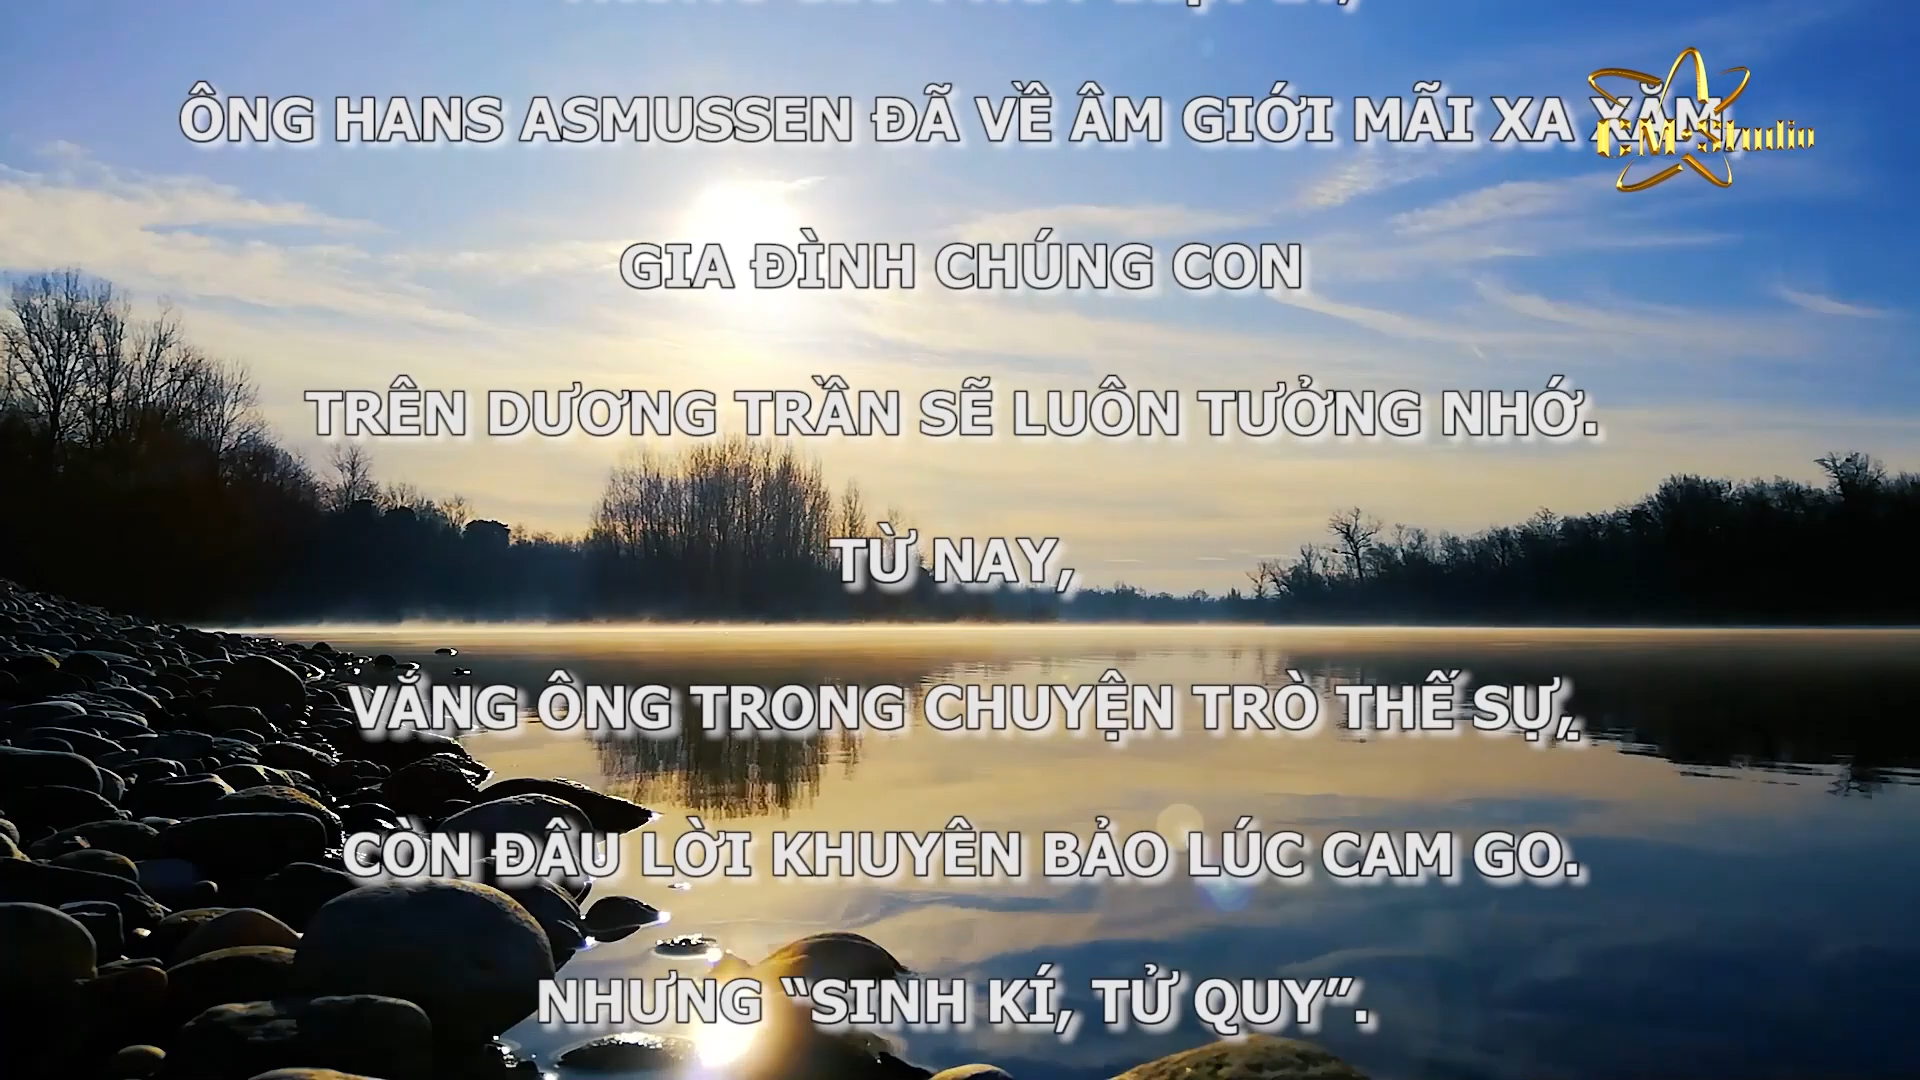 ÔNG HANS ASMUSSEN ĐÃ VỀ ÂM GIỚI MÃI XA XĂM,
GIA ĐÌNH CHÚNG CON
TRÊN DƯƠNG TRẦN SẼ LUÔN TƯỞNG NHỚ.
TỪ NAY,
VẮNG ÔNG TRONG CHUYỆN TRÒ THẾ SỰ,
CÒN ĐÂU LỜI KHUYÊN BẢO LÚC CAM GO.
NHƯNG “SINH KÍ, TỬ QUY”.
Studio